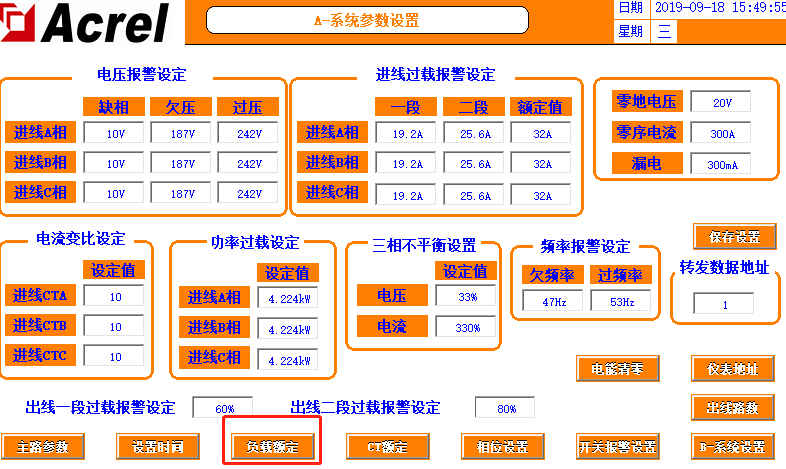 Acrel
A-系统参数设置
日期 2019-09-18 15:49:55
星期 三
电压报警设定
缺相 欠压 过压
进线A相 10V 187V 242V
进线B相 10V 187V 242V
进线C相 10V 187V 242V
进线过载报警设定
一段 二段 额定值
进线A相 19.2A 25.6A 32A
进线B相 19.2A 25.6A 32A
进线C相 19.2A 25.6A 32A
零地电压 20V
零序电流 300A
漏电 300mA
保存设置
电流变比设定
设定值
进线CTA 10
进线CTB 10
进线CTC 10
功率过载设定
设定值
进线A相 4.224kW
进线B相 4.224kW
进线C相 4.224kW
三相不平衡设置
设定值
电压 33%
电流 330%
频率报警设定
欠频率 过频率
47Hz 53Hz
转发数据地址
1
电能清零 仪表地址
出线一段过载报警设定 60% 出线二段过载报警设定 80% 出线路数
主路参数 设置时间 负载额定 CT额定 相位设置 开关报警设置 B-系统设置